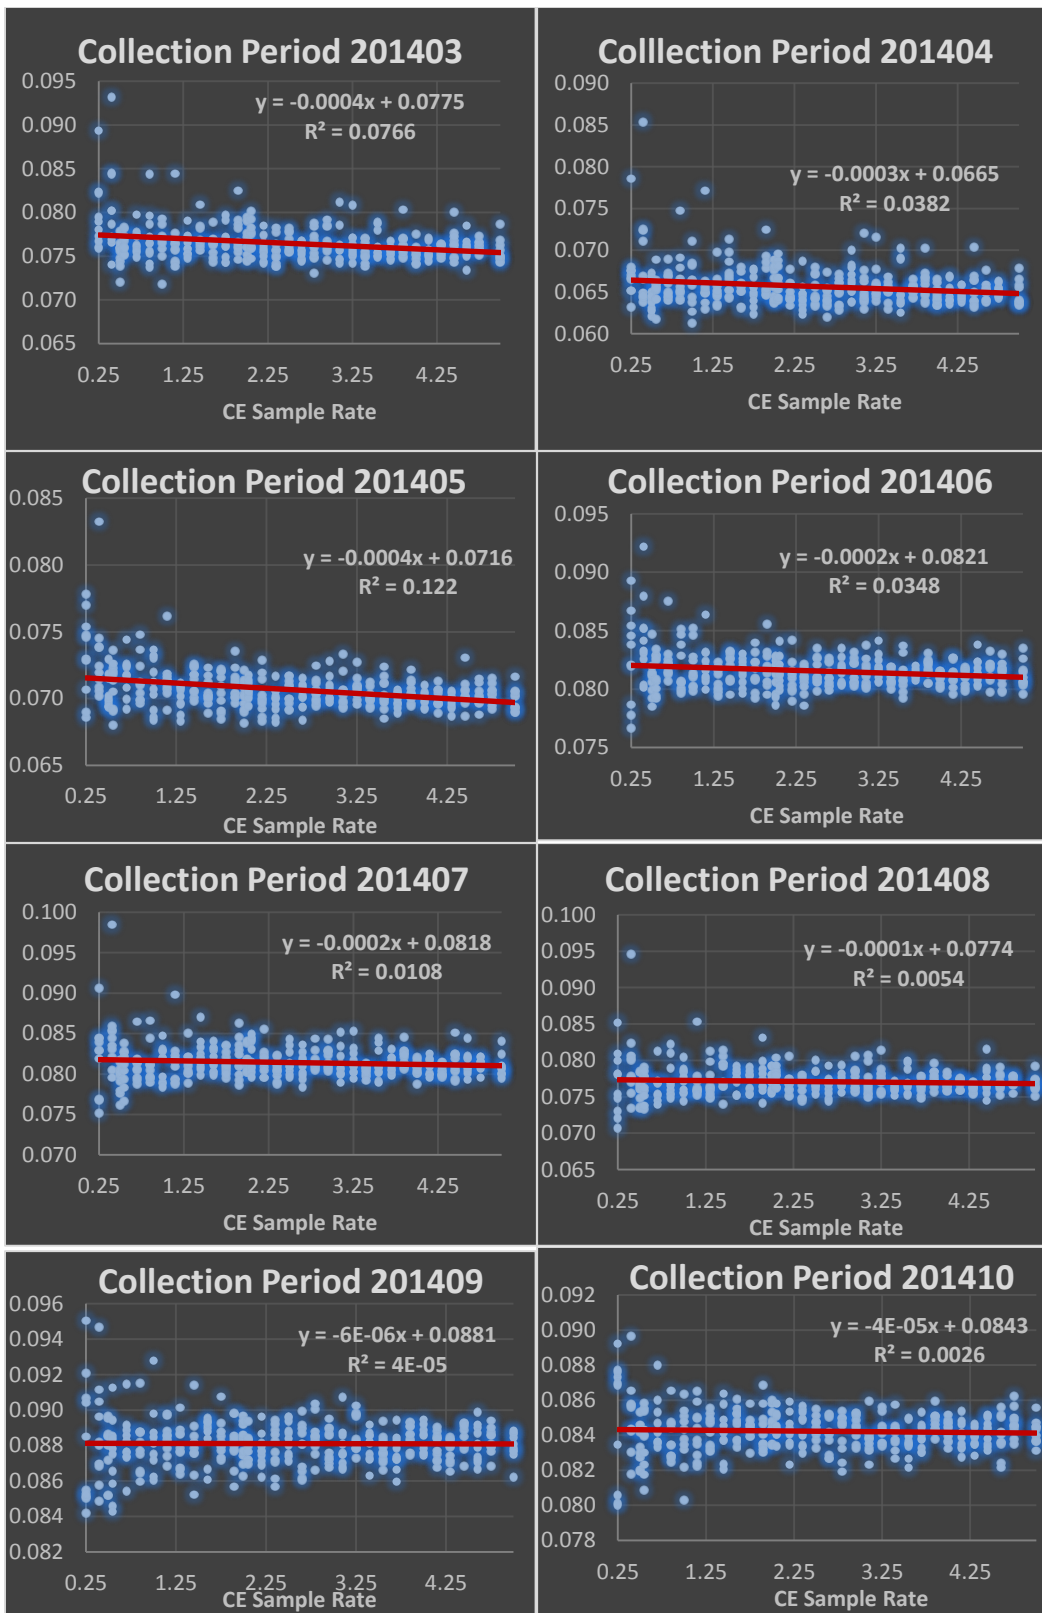 Collection Period 201403
0.095
0.090
0.085
0.080
0.075
0.070
0.065
y = -0.0004x + 0.0775
R² = 0.0766
0.25 1.25 2.25 3.25 4.25
CE Sample Rate
Colllection Period 201404
0.090
0.085
0.080
0.075
0.070
0.065
0.060
y = -0.0003x + 0.0665
R² = 0.0382
0.25 1.25 2.25 3.25 4.25
CE Sample Rate
Collection Period 201405
0.085
0.080
0.075
0.070
0.065
y = -0.0004x + 0.0716
R² = 0.122
0.25 1.25 2.25 3.25 4.25
CE Sample Rate
Collection Period 201406
0.095
0.090
0.085
0.080
0.075
y = -0.0002x + 0.0821
R² = 0.0348
0.25 1.25 2.25 3.25 4.25
CE Sample Rate
Collection Period 201407
0.100
0.095
0.090
0.085
0.080
0.075
0.070
y = -0.0002x + 0.0818
R² = 0.0108
0.25 1.25 2.25 3.25 4.25
CE Sample Rate
Collection Period 201408
0.100
0.095
0.090
0.085
0.080
0.075
0.070
0.065
y = -0.0001x + 0.0774
R² = 0.0054
0.25 1.25 2.25 3.25 4.25
CE Sample Rate
Collection Period 201409
0.096
0.094
0.092
0.090
0.088
0.086
0.084
0.082
y = -6E-06x + 0.0881
R² = 4E-05
0.25 1.25 2.25 3.25 4.25
CE Sample Rate
Collection Period 201410
0.092
0.090
0.088
0.086
0.084
0.082
0.080
0.078
y = -4E-05x + 0.0843
R² = 0.0026
0.25 1.25 2.25 3.25 4.25
CE Sample Rate